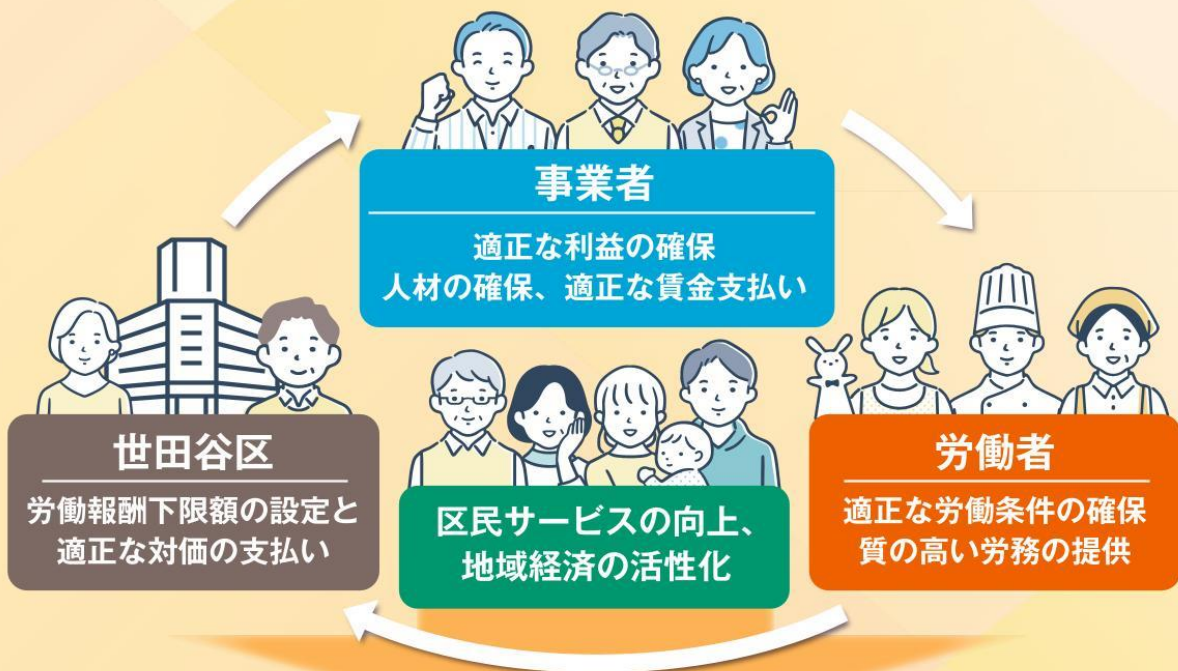 事業者
適正な利益の確保
人材の確保、適正な賃金支払い
世田谷区
労働報酬下限額の設定と
適正な対価の支払い
区民サービスの向上、
地域経済の活性化
労働者
適正な労働条件の確保
質の高い労務の提供